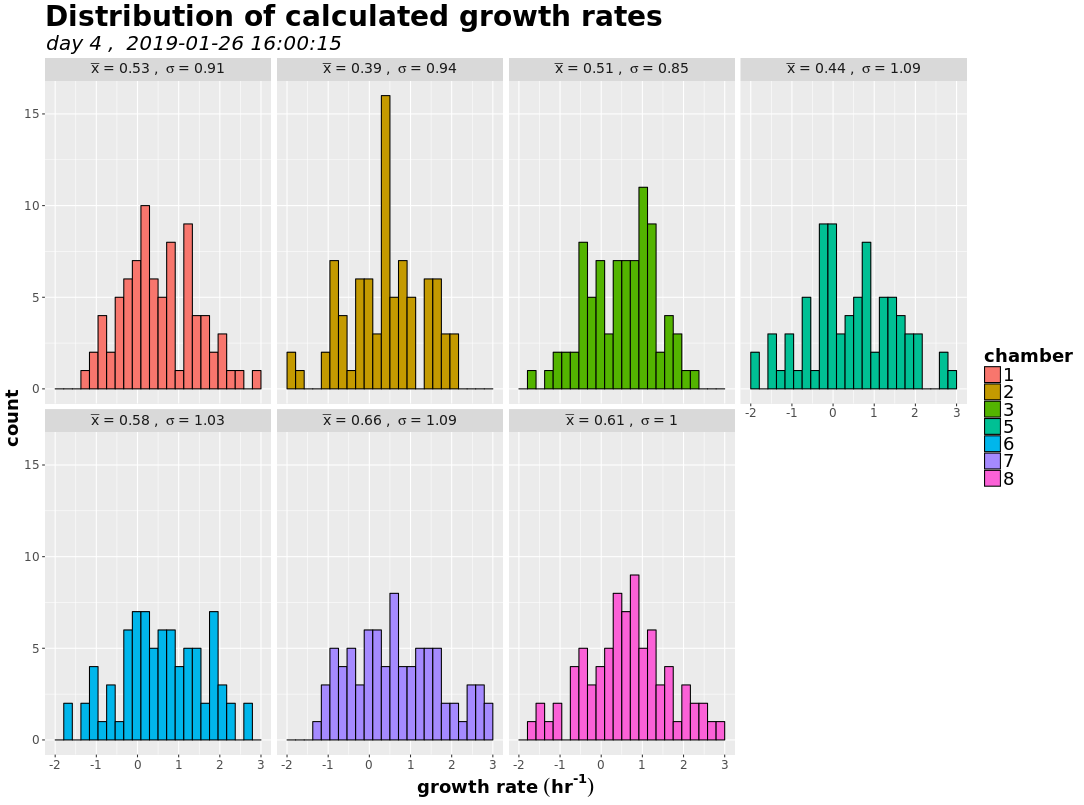 Distribution of calculated growth rates
day 4 ,  2019-01-26 16:00:15
x̅ = 0.53 ,  σ = 0.91
x̅ = 0.39 ,  σ = 0.94
x̅ = 0.51 ,  σ = 0.85
x̅ = 0.44 ,  σ = 1.09
15
10
5
0
-2 -1 0 1 2 3
x̅ = 0.58 ,  σ = 1.03
x̅ = 0.66 ,  σ = 1.09
x̅ = 0.61 ,  σ = 1
15
10
5
0
-2 -1 0 1 2 3
-2 -1 0 1 2 3
-2 -1 0 1 2 3
count
growth rate (hr⁻¹)
chamber
1
2
3
5
6
7
8